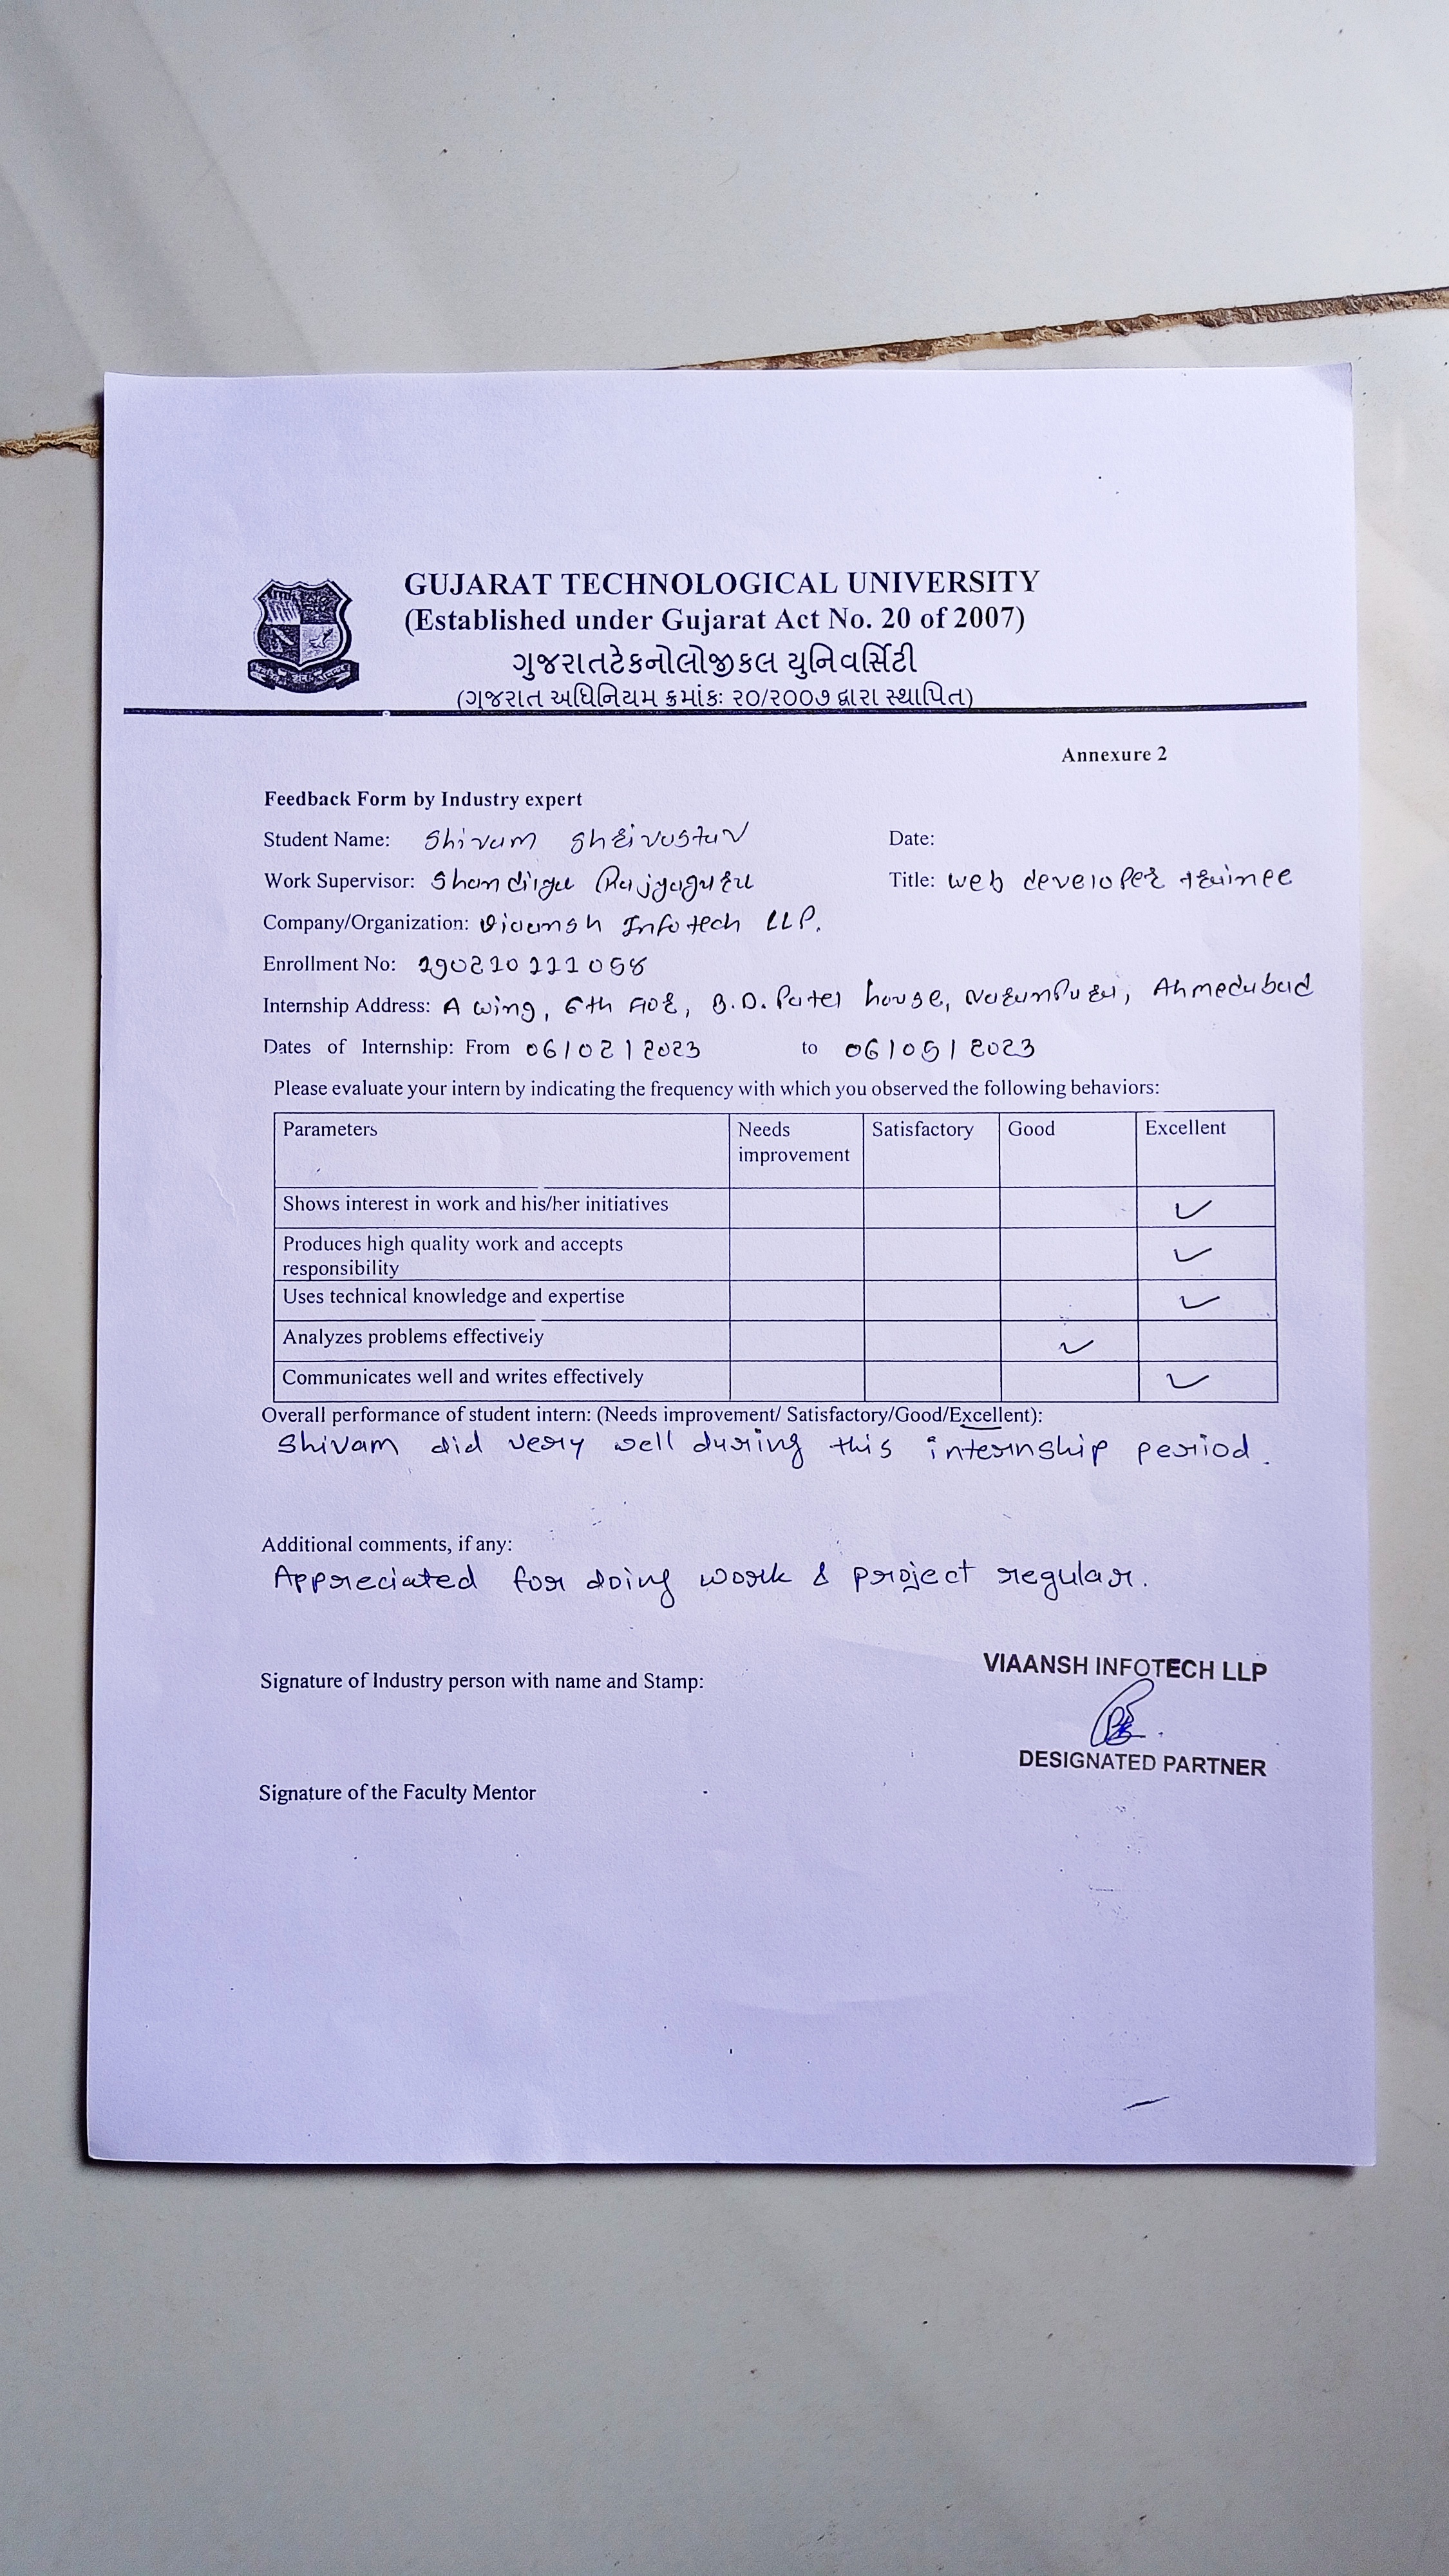 GUJARAT TECHNOLOGICAL UNIVERSITY
(Established under Gujarat Act No. 20 of 2007)
ગુજરાતટેકનોલોજીકલ યુનિવર્સિટી
(ગુજરાત અધિનિયમ ક્રમાંકઃ ૨૦/૨૦૦૭ દ્વારા સ્થાપિત)
Annexure 2
Feedback Form by Industry expert
Student Name: Shivam Shrivastav Date:
Work Supervisor: Rajyaguru Title: web developer trainee
Company/Organization: Infotech LLP.
Enrollment No: 190210111058
Internship Address: A wing, 6th B.D. Patel house, Naranpura, Ahmedabad
Dates of Internship: From 06/02/2023 to 06/05/2023
Please evaluate your intern by indicating the frequency with which you observed the following behaviors:
Parameters Needs improvement Satisfactory Good Excellent
Shows interest in work and his/her initiatives ✓
Produces high quality work and accepts
responsibility ✓
Uses technical knowledge and expertise ✓
Analyzes problems effectively ✓
Communicates well and writes effectively ✓
Overall performance of student intern: (Needs improvement/ Satisfactory/Good/Excellent):
Shivam did very well during this internship period.
Additional comments, if any:
Appreciated for doing work & project regular.
Signature of Industry person with name and Stamp:
VIAANSH INFOTECH LLP
DESIGNATED PARTNER
Signature of the Faculty Mentor